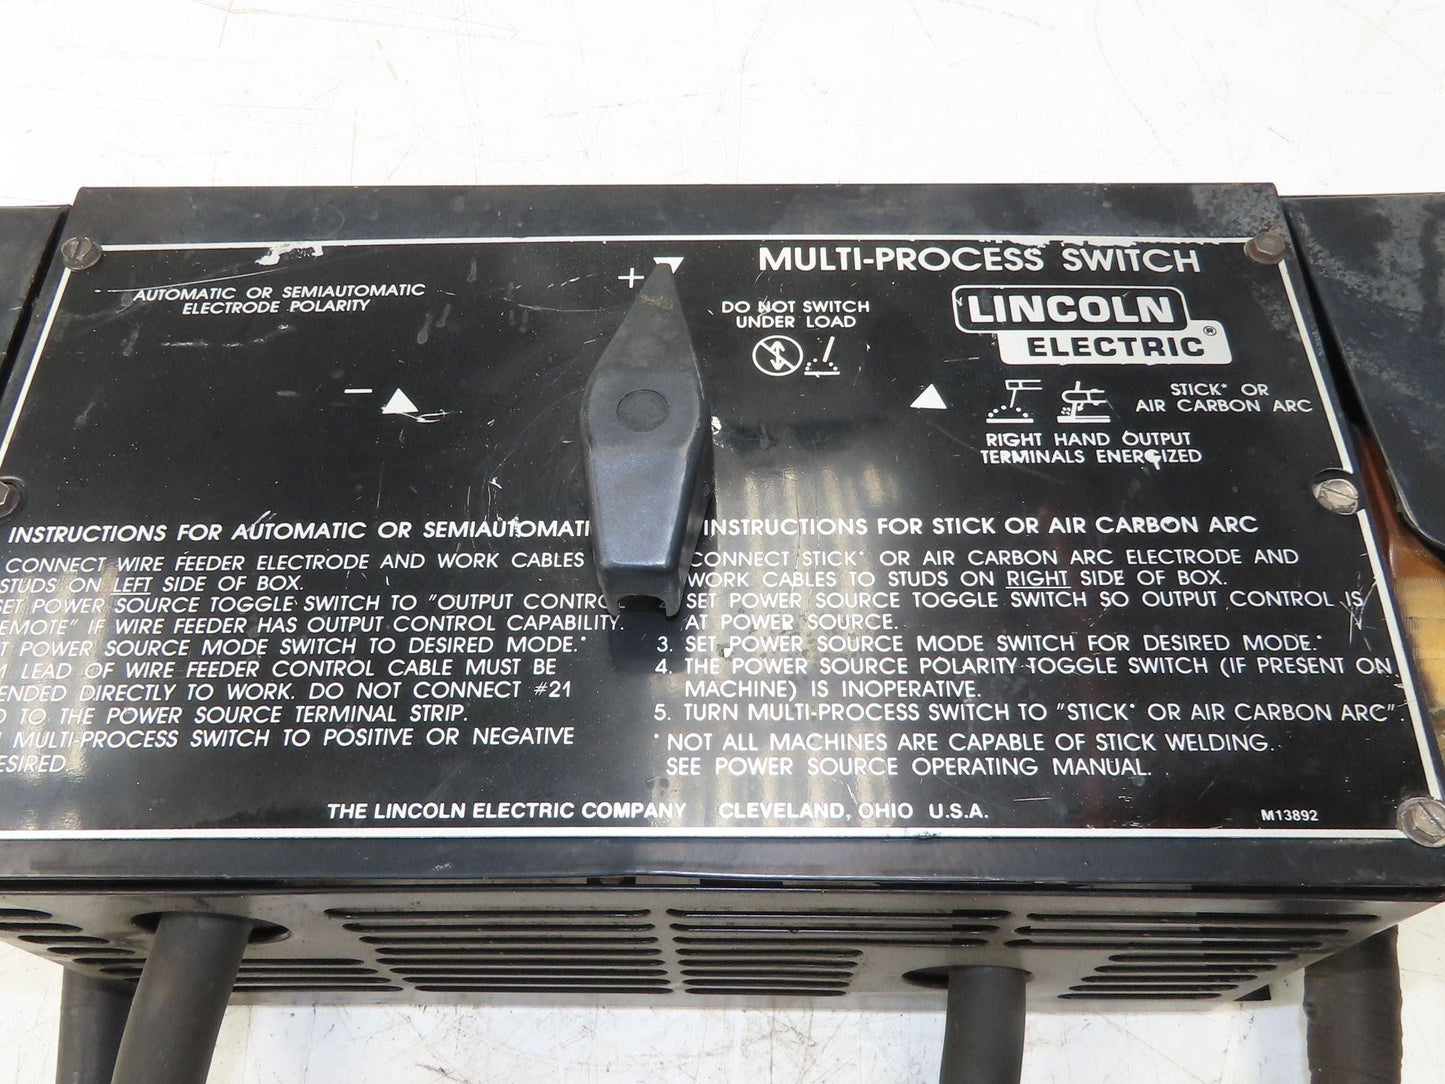 MULTI-PROCESS SWITCH
AUTOMATIC OR SEMIAUTOMATIC
ELECTRODE POLARITY
+
−
DO NOT SWITCH
UNDER LOAD
LINCOLN
ELECTRIC®
STICK* OR
AIR CARBON ARC
RIGHT HAND OUTPUT
TERMINALS ENERGIZED
INSTRUCTIONS FOR AUTOMATIC OR
CONNECT WIRE FEEDER ELECTRODE AND WORK CABLES
STUDS ON LEFT SIDE OF BOX.
SET POWER SOURCE TOGGLE SWITCH TO "OUTPUT
IF WIRE FEEDER HAS OUTPUT CONTROL CAPABILITY.
POWER SOURCE MODE SWITCH TO DESIRED MODE.*
LEAD OF WIRE FEEDER CONTROL CABLE MUST BE
DIRECTLY TO WORK. DO NOT CONNECT #21
TO THE POWER SOURCE TERMINAL STRIP.
MULTI-PROCESS SWITCH TO POSITIVE OR NEGATIVE
INSTRUCTIONS FOR STICK OR AIR CARBON ARC
CONNECT STICK* OR AIR CARBON ARC ELECTRODE AND
WORK CABLES TO STUDS ON RIGHT SIDE OF BOX.
SET POWER SOURCE TOGGLE SWITCH SO OUTPUT CONTROL IS
AT POWER SOURCE.
3. SET POWER SOURCE MODE SWITCH FOR DESIRED MODE.*
4. THE POWER SOURCE POLARITY TOGGLE SWITCH (IF PRESENT ON
MACHINE) IS INOPERATIVE.
5. TURN MULTI-PROCESS SWITCH TO "STICK* OR AIR CARBON ARC".
* NOT ALL MACHINES ARE CAPABLE OF STICK WELDING.
SEE POWER SOURCE OPERATING MANUAL.
THE LINCOLN ELECTRIC COMPANY CLEVELAND, OHIO U.S.A.
M13892